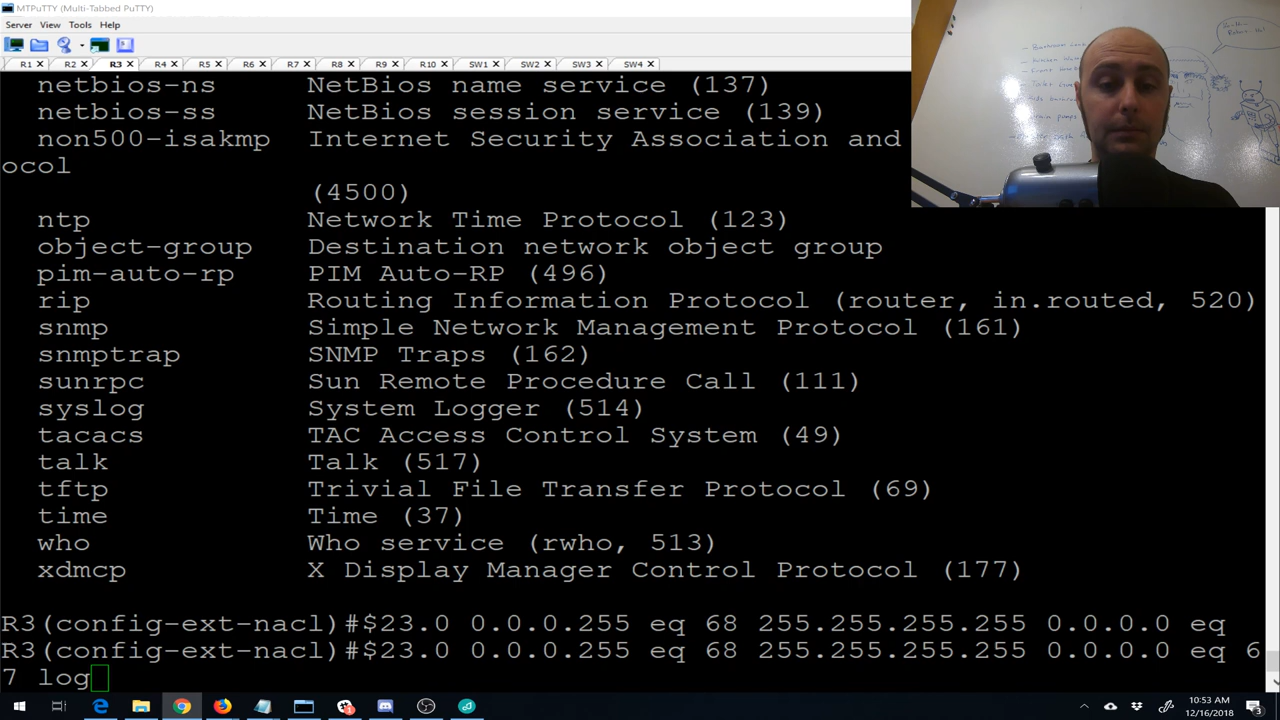 MTPuTTY (Multi-Tabbed PuTTY)
Server View Tools Help
R1 R2 R3 R4 R5 R6 R7 R8 R9 R10 SW1 SW2 SW3 SW4
netbios-ns NetBios name service (137)
netbios-ss NetBios session service (139)
non500-isakmp Internet Security Association and
ocol
(4500)
ntp Network Time Protocol (123)
object-group Destination network object group
pim-auto-rp PIM Auto-RP (496)
rip Routing Information Protocol (router, in.routed, 520)
snmp Simple Network Management Protocol (161)
snmptrap SNMP Traps (162)
sunrpc Sun Remote Procedure Call (111)
syslog System Logger (514)
tacacs TAC Access Control System (49)
talk Talk (517)
tftp Trivial File Transfer Protocol (69)
time Time (37)
who Who service (rwho, 513)
xdmcp X Display Manager Control Protocol (177)
R3(config-ext-nacl)#$23.0 0.0.0.255 eq 68 255.255.255.255 0.0.0.0 eq
R3(config-ext-nacl)#$23.0 0.0.0.255 eq 68 255.255.255.255 0.0.0.0 eq 6
7 log
10:53 AM
12/16/2018
3